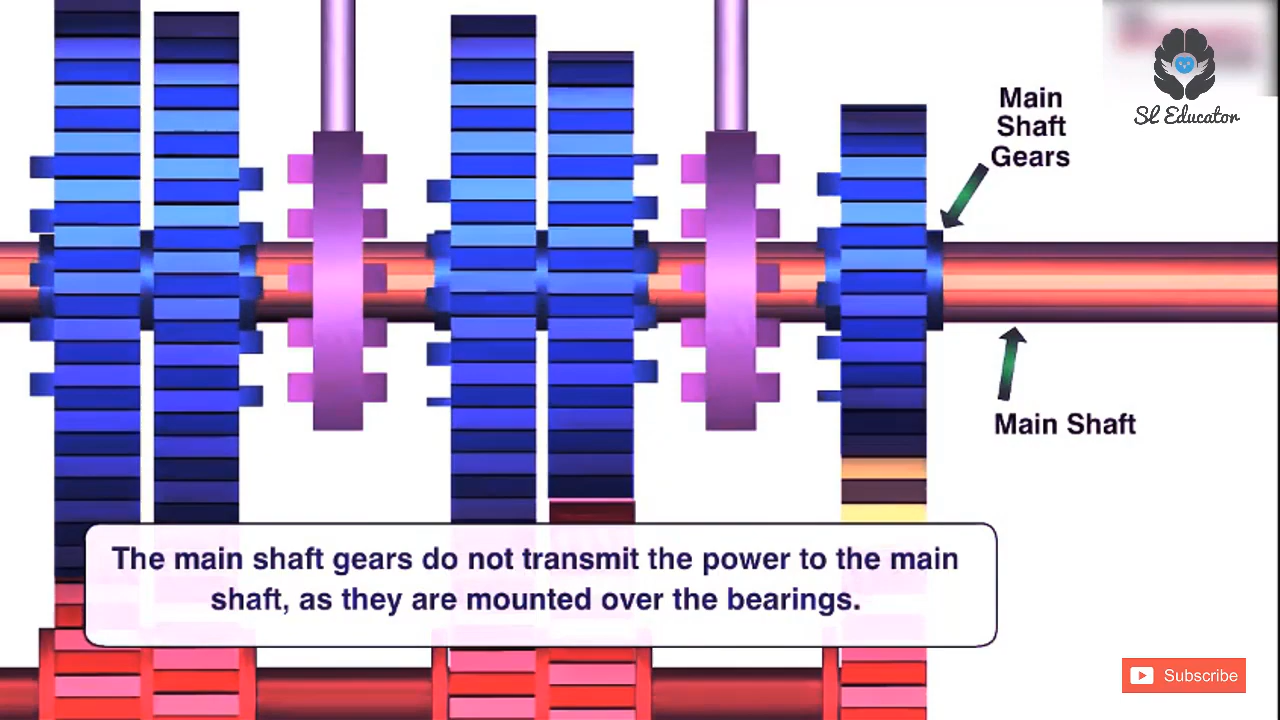 SL Educator
Main
Shaft
Gears
Main Shaft
The main shaft gears do not transmit the power to the main
shaft, as they are mounted over the bearings.
Subscribe